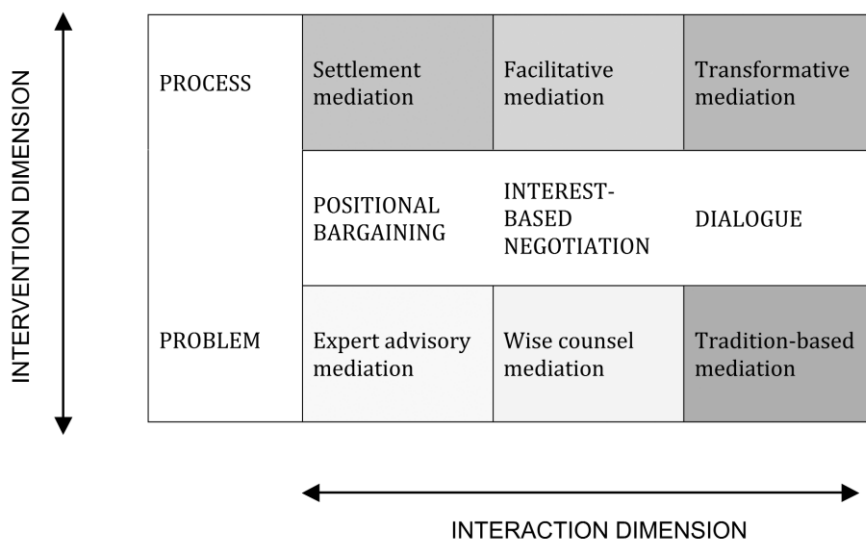 INTERVENTION DIMENSION
PROCESS
Settlement
mediation
Facilitative
mediation
Transformative
mediation
POSITIONAL
BARGAINING
INTEREST-
BASED
NEGOTIATION
DIALOGUE
PROBLEM
Expert advisory
mediation
Wise counsel
mediation
Tradition-based
mediation
INTERACTION DIMENSION